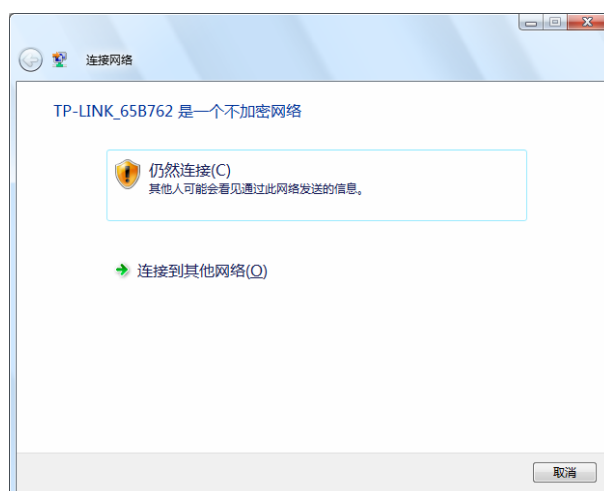 连接网络
TP-LINK_65B762 是一个不加密网络
仍然连接(C)
其他人可能会看见通过此网络发送的信息。
连接到其他网络(O)
取消